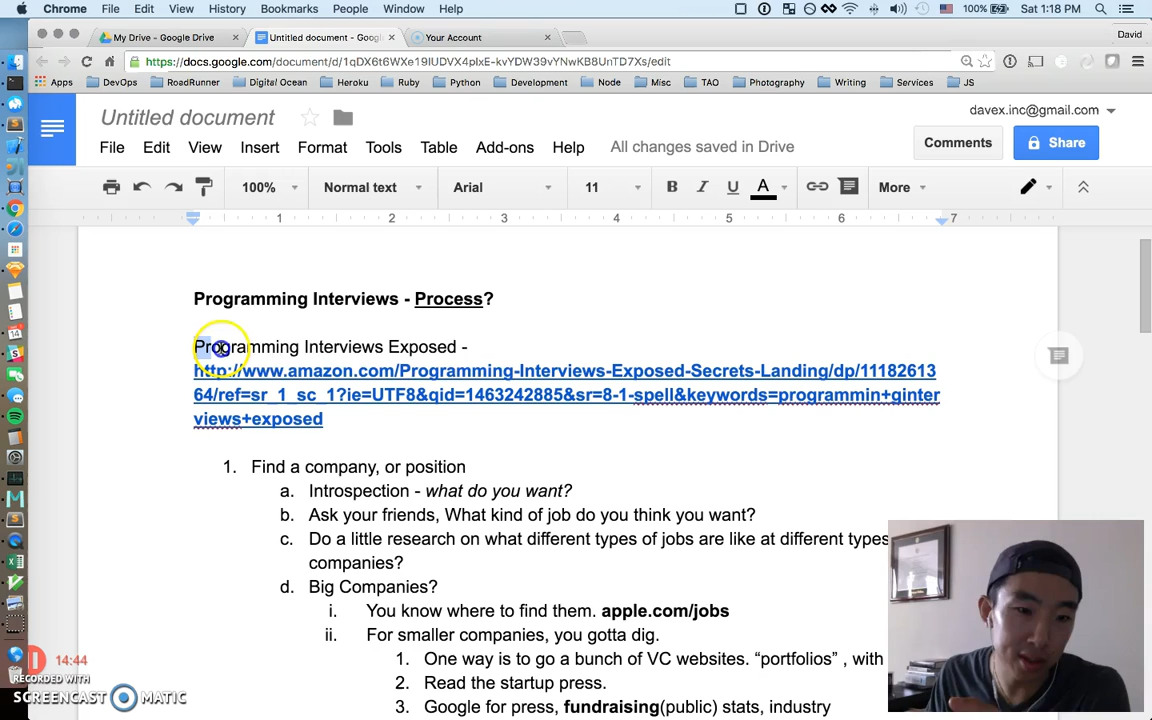 Chrome File Edit View History Bookmarks People Window Help 100% Sat 1:18 PM
My Drive - Google Drive Untitled document - Googl Your Account David
https://docs.google.com/document/d/1qDX6t6WXe19IUDVX4plxE-kvYDW39vYNwKB8UnTD7Xs/edit
Apps DevOps RoadRunner Digital Ocean Heroku Ruby Python Development Node Misc TAO Photography Writing Services JS
Untitled document davex.inc@gmail.com
File Edit View Insert Format Tools Table Add-ons Help All changes saved in Drive Comments Share
100% Normal text Arial 11 B I U A More
1 2 3 4 5 6 7
Programming Interviews - Process?
Programming Interviews Exposed -
http://www.amazon.com/Programming-Interviews-Exposed-Secrets-Landing/dp/11182613
64/ref=sr_1_sc_1?ie=UTF8&qid=1463242885&sr=8-1-spell&keywords=programmin+ginter
views+exposed
1. Find a company, or position
a. Introspection - what do you want?
b. Ask your friends, What kind of job do you think you want?
c. Do a little research on what different types of jobs are like at different types
companies?
d. Big Companies?
i. You know where to find them. apple.com/jobs
ii. For smaller companies, you gotta dig.
1. One way is to go a bunch of VC websites. “portfolios” , with
2. Read the startup press.
3. Google for press, fundraising(public) stats, industry
14:44
RECORDED WITH
SCREENCAST MATIC